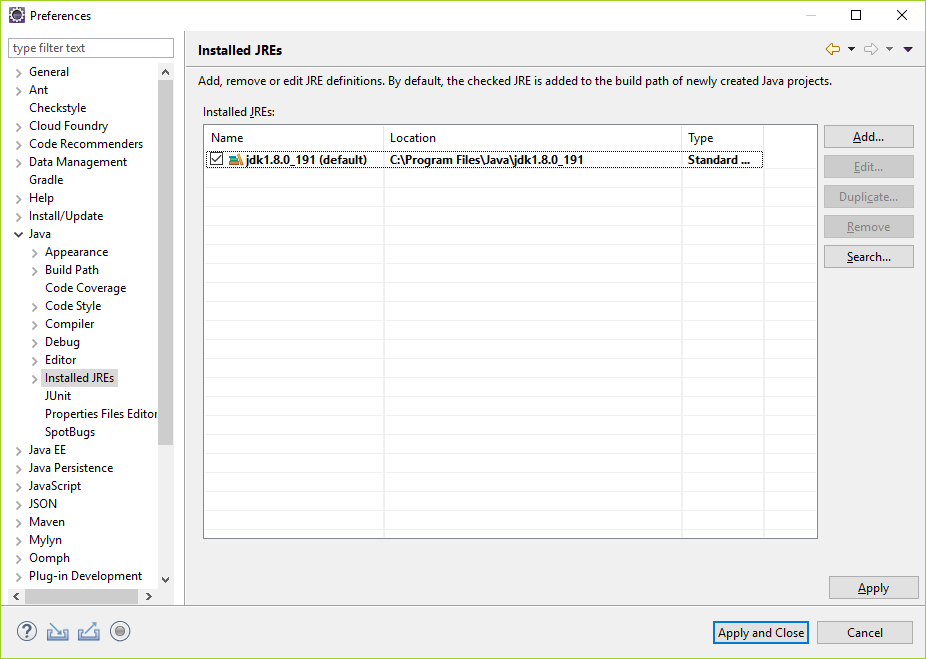 Preferences
type filter text
General
Ant
Checkstyle
Cloud Foundry
Code Recommenders
Data Management
Gradle
Help
Install/Update
Java
Appearance
Build Path
Code Coverage
Code Style
Compiler
Debug
Editor
Installed JREs
JUnit
Properties Files Editor
SpotBugs
Java EE
Java Persistence
JavaScript
JSON
Maven
Mylyn
Oomph
Plug-in Development
Installed JREs
Add, remove or edit JRE definitions. By default, the checked JRE is added to the build path of newly created Java projects.
Installed JREs:
Name Location Type
jdk1.8.0_191 (default) C:\Program Files\Java\jdk1.8.0_191 Standard ...
Add...
Edit...
Duplicate...
Remove
Search...
Apply
Apply and Close Cancel